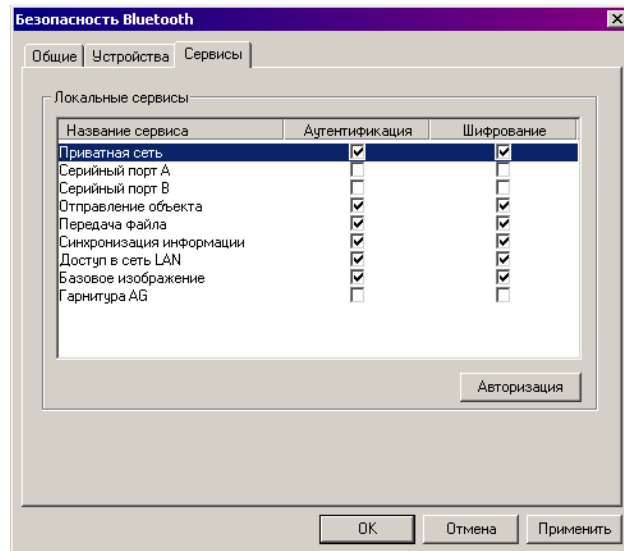 Безопасность Bluetooth
Общие Устройства Сервисы
Локальные сервисы
Название сервиса Аутентификация Шифрование
Приватная сеть
Серийный порт A
Серийный порт B
Отправление объекта
Передача файла
Синхронизация информации
Доступ в сеть LAN
Базовое изображение
Гарнитура AG
Авторизация
OK Отмена Применить